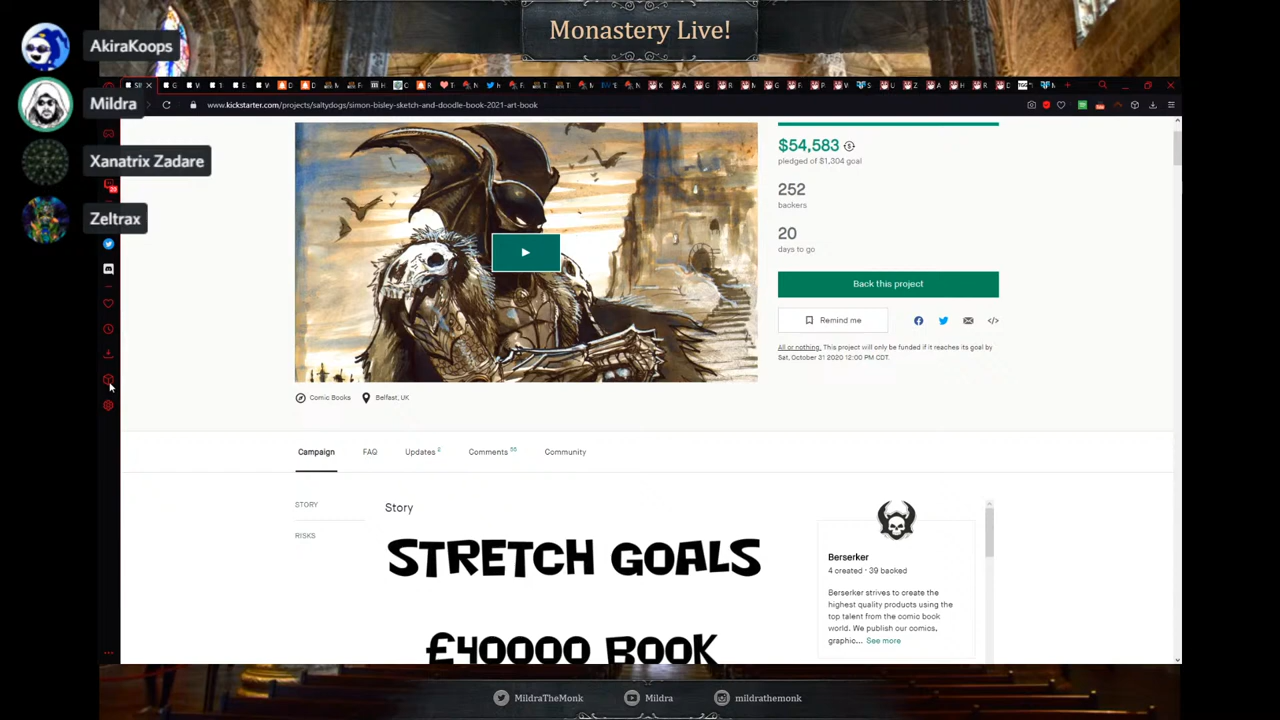 Monastery Live!
AkiraKoops
Mildra
Xanatrix Zadare
Zeltrax
www.kickstarter.com/projects/saltydogs/simon-bisley-sketch-and-doodle-book-2021-art-book
$54,583
pledged of $1,304 goal
252
backers
20
days to go
Back this project
Remind me
All or nothing. This project will only be funded if it reaches its goal by
Sat, October 31 2020 12:00 PM CDT.
Comic Books
Belfast, UK
Campaign
FAQ
Updates
Comments 55
Community
STORY
RISKS
Story
STRETCH GOALS
£40000 BOOK
Berserker
4 created · 39 backed
Berserker strives to create the
highest quality products using the
top talent from the comic book
world. We publish our comics,
graphic... See more
MildraTheMonk
Mildra
mildrathemonk